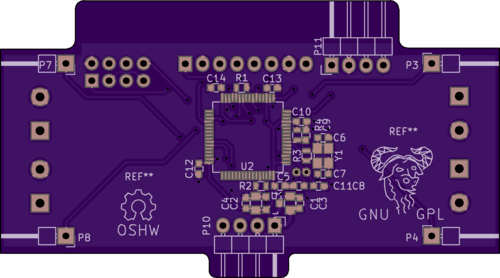 P11
P7
P3
C14 R1 C13
C10
R4
C9
C6
REF**
R3
Y1
U2
C12
C7
C5
R2
C11 C8
REF**
C4
C2
C1
C3
GNU GPL
OSHW
P10
P8
P4